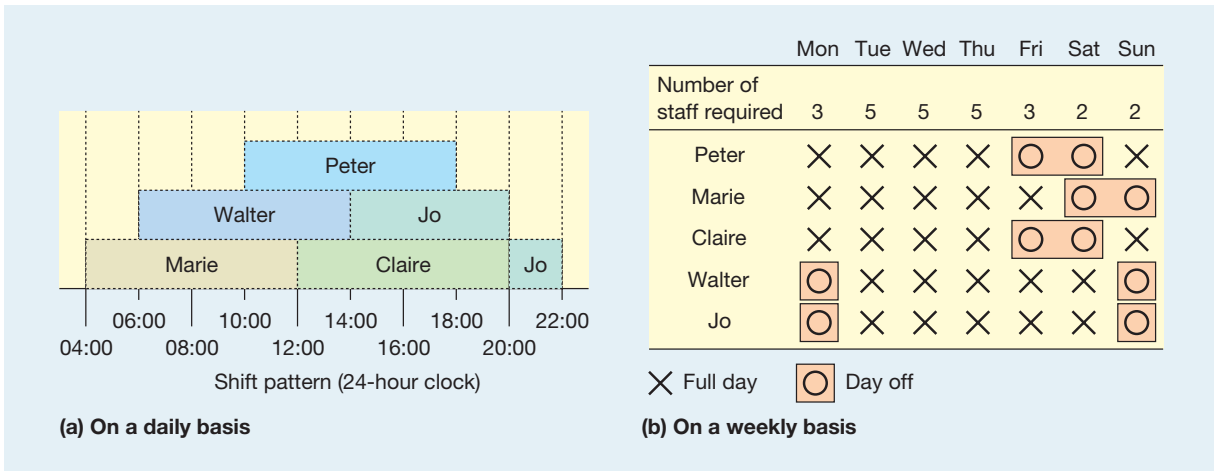 Peter
Walter Jo
Marie Claire Jo
06:00 10:00 14:00 18:00 22:00
04:00 08:00 12:00 16:00 20:00
Shift pattern (24-hour clock)
(a) On a daily basis
Mon Tue Wed Thu Fri Sat Sun
Number of
staff required 3 5 5 5 3 2 2
Peter X X X X O O X
Marie X X X X X O O
Claire X X X X O O X
Walter O X X X X X O
Jo O X X X X X O
X Full day O Day off
(b) On a weekly basis